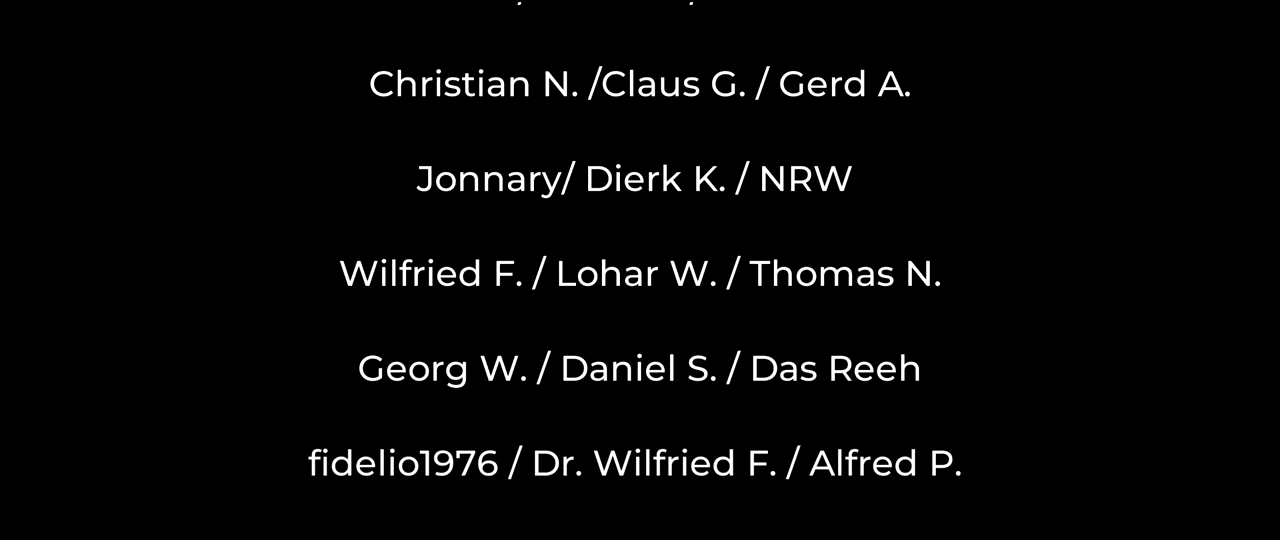 Christian N. /Claus G. / Gerd A.
Jonnary/ Dierk K. / NRW
Wilfried F. / Lohar W. / Thomas N.
Georg W. / Daniel S. / Das Reeh
fidelio1976 / Dr. Wilfried F. / Alfred P.